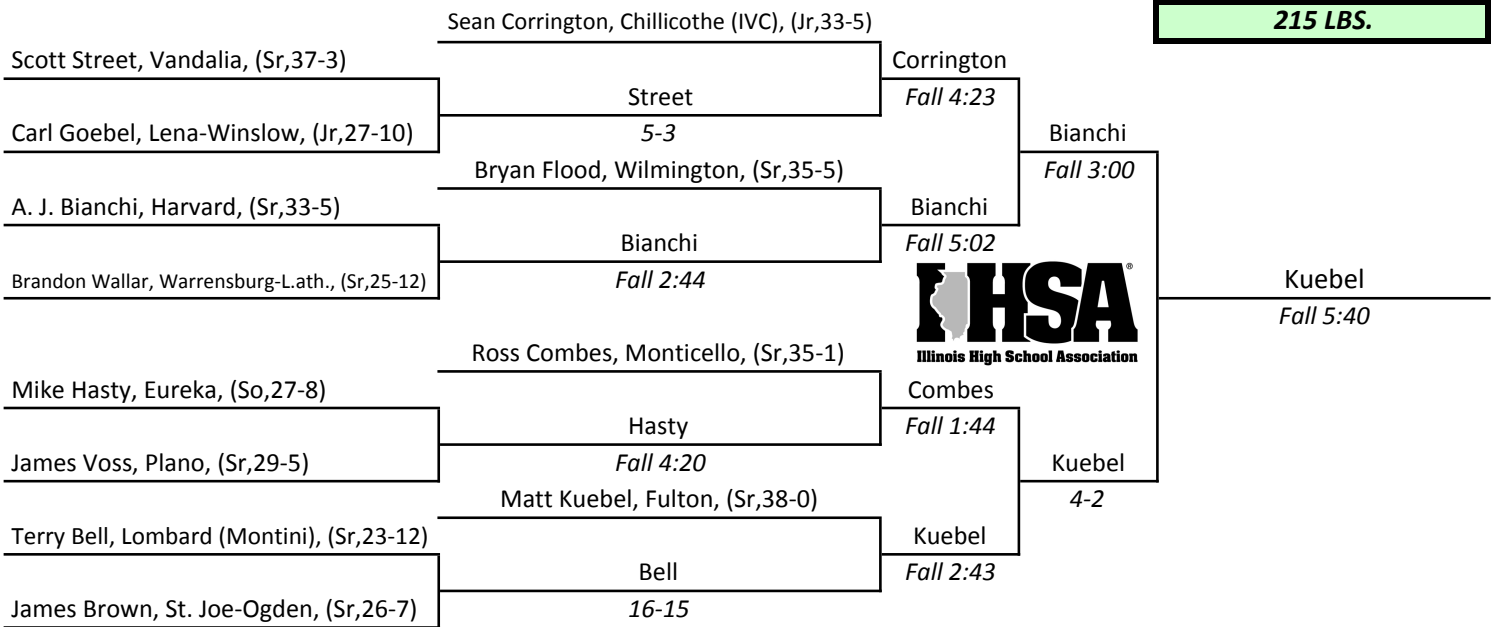 Sean Corrington, Chillicothe (IVC), (Jr,33-5)
215 LBS.
Scott Street, Vandalia, (Sr,37-3)
Corrington
Street
Fall 4:23
Carl Goebel, Lena-Winslow, (Jr,27-10)
5-3
Bianchi
Bryan Flood, Wilmington, (Sr,35-5)
Fall 3:00
A. J. Bianchi, Harvard, (Sr,33-5)
Bianchi
Bianchi
Fall 5:02
Brandon Wallar, Warrensburg-L.ath., (Sr,25-12)
Fall 2:44
IHSA®
Illinois High School Association
Kuebel
Fall 5:40
Ross Combes, Monticello, (Sr,35-1)
Mike Hasty, Eureka, (So,27-8)
Combes
Hasty
Fall 1:44
James Voss, Plano, (Sr,29-5)
Fall 4:20
Kuebel
Matt Kuebel, Fulton, (Sr,38-0)
4-2
Terry Bell, Lombard (Montini), (Sr,23-12)
Kuebel
Bell
Fall 2:43
James Brown, St. Joe-Ogden, (Sr,26-7)
16-15